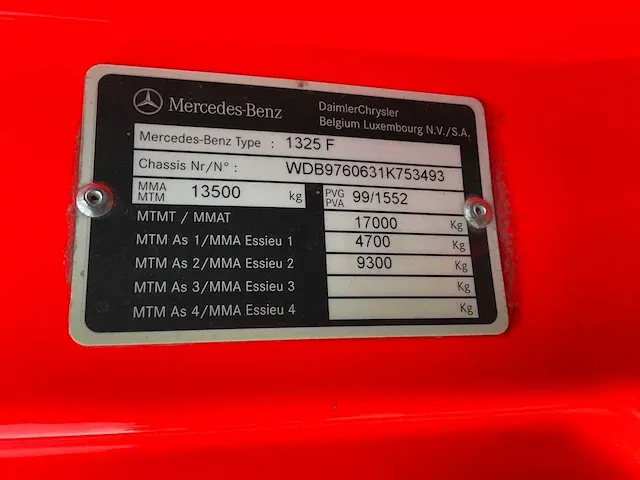 Mercedes-Benz
DaimlerChrysler
Belgium Luxembourg N.V./S.A.
Mercedes-Benz Type : 1325 F
Chassis Nr/N° : WDB9760631K753493
MMA
MTM 13500 kg
PVG
PVA 99/1552
MTMT / MMAT 17000 Kg
MTM As 1/MMA Essieu 1 4700 Kg
MTM As 2/MMA Essieu 2 9300 Kg
MTM As 3/MMA Essieu 3 Kg
MTM As 4/MMA Essieu 4 Kg